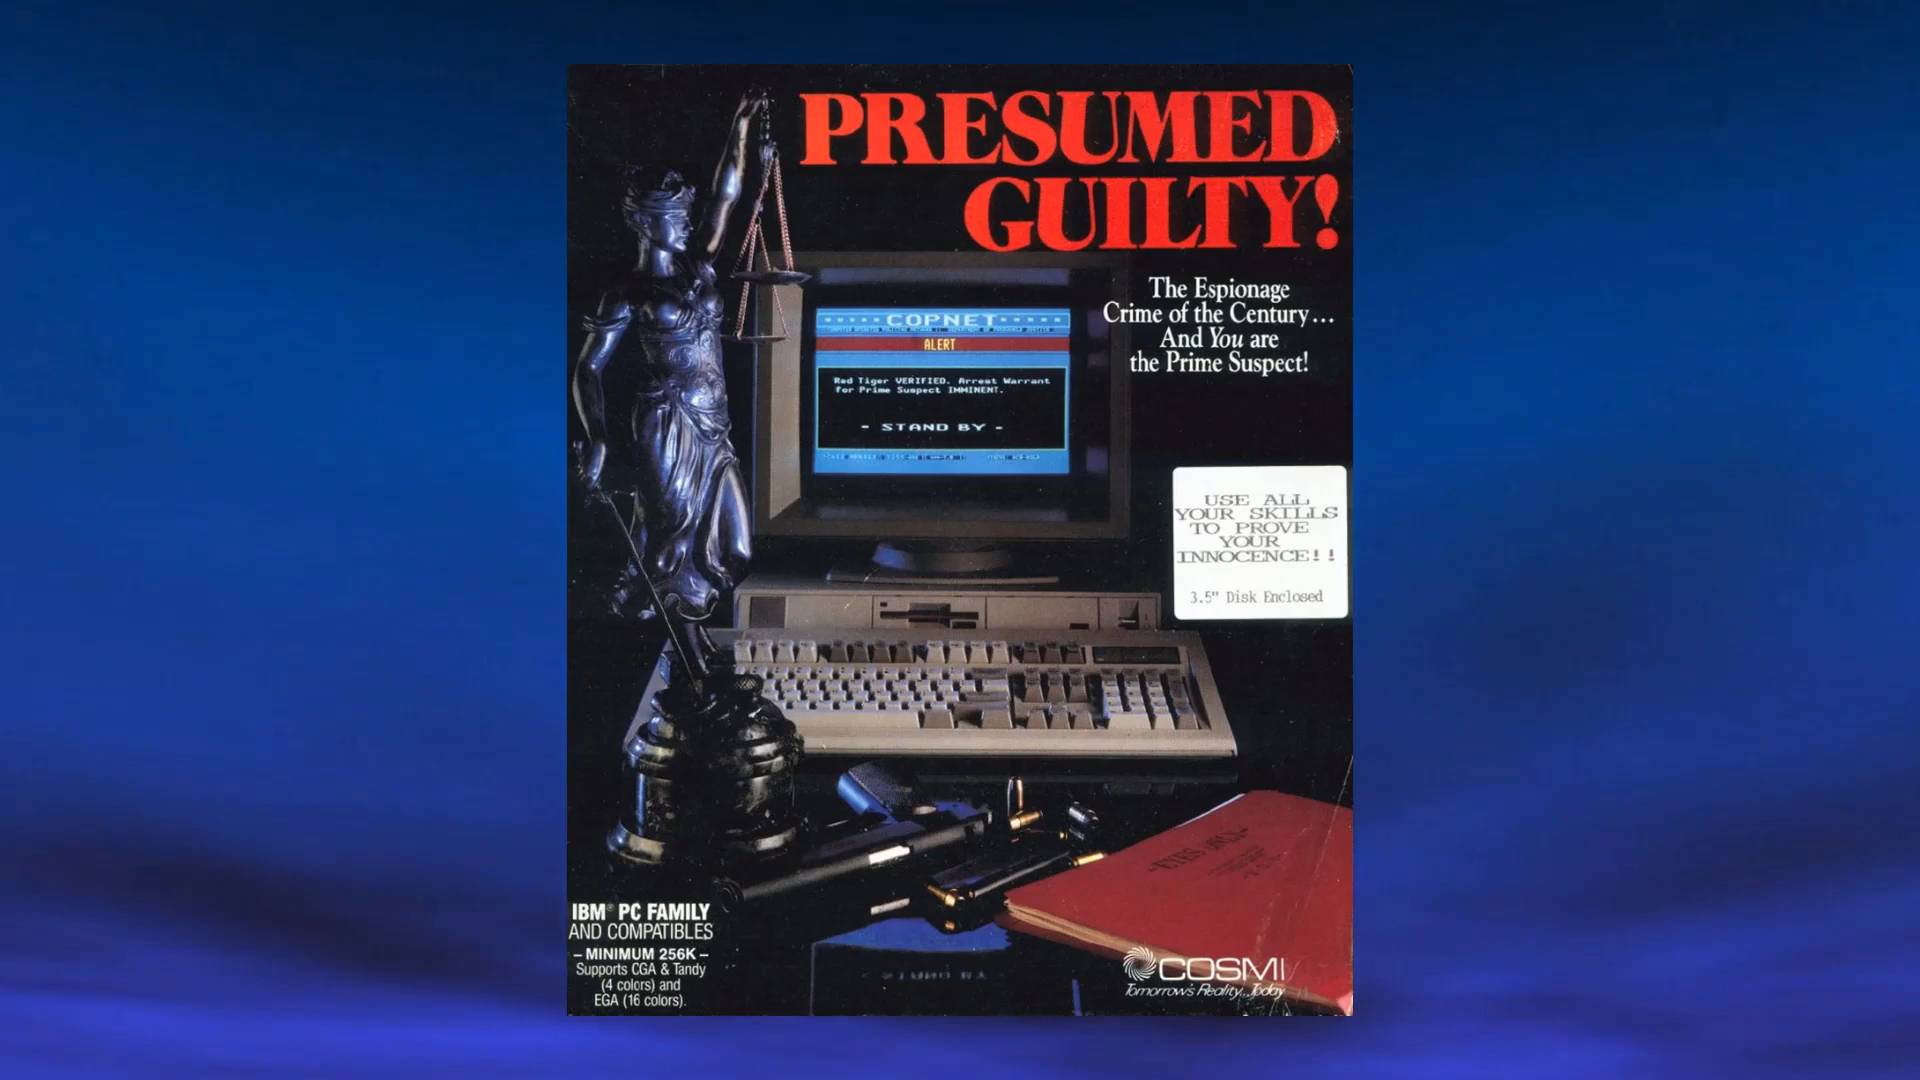 PRESUMED
GUILTY!
The Espionage
Crime of the Century...
And You are
the Prime Suspect!
COPNET
ALERT
Red Tiger VERIFIED. Arrest Warrant
for Prime Suspect IMMINENT.
- STAND BY -
USE ALL
YOUR SKILLS
TO PROVE
YOUR
INNOCENCE!!
3.5" Disk Enclosed
IBM® PC FAMILY
AND COMPATIBLES
– MINIMUM 256K –
Supports CGA & Tandy
(4 colors) and
EGA (16 colors).
COSMI
Tomorrow's Reality...Today